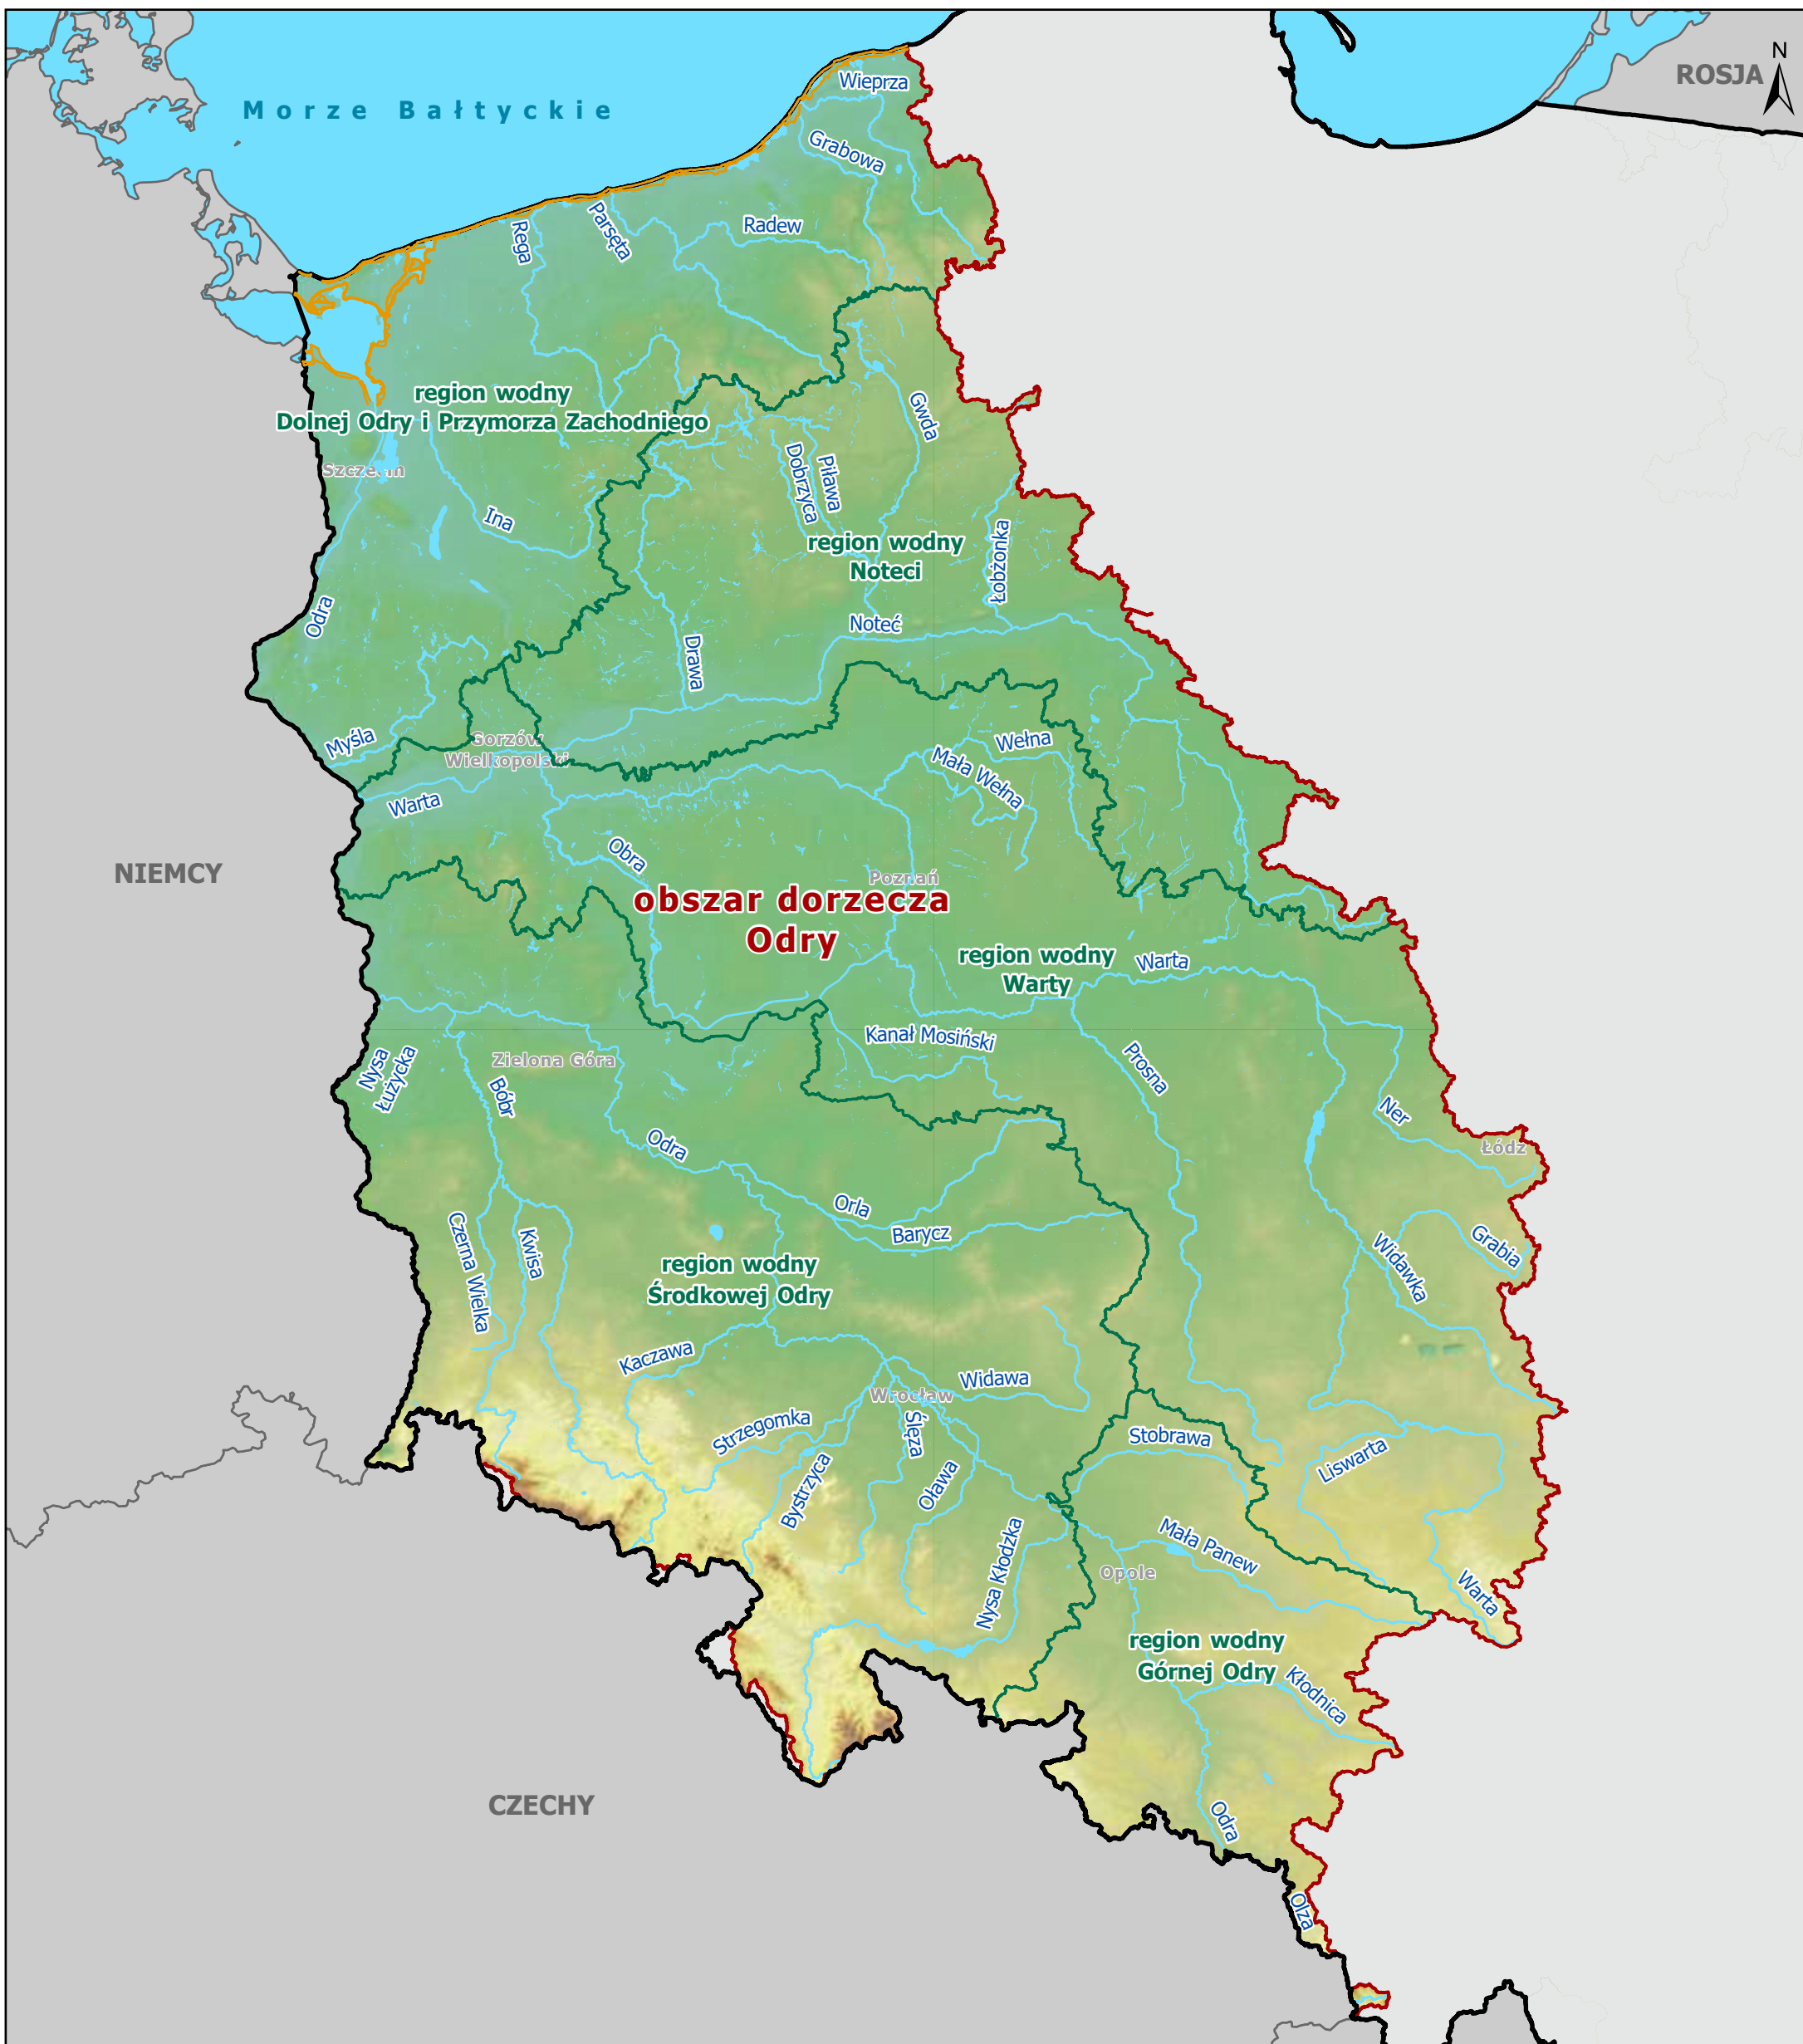 N
ROSJA
Morze Bałtyckie
Wieprza
Grabowa
Radew
Parsęta
Rega
region wodny
Dolnej Odry i Przymorza Zachodniego
Gwda
Szczecin
Dobrzyca
Piława
Ina
region wodny
Noteci
Łobżonka
Odra
Noteć
Drawa
Myśla
Gorzów
Wielkopolski
Wełna
Mała Wełna
Warta
Obra
NIEMCY
Poznań
obszar dorzecza
Odry
region wodny
Warty
Warta
Kanał Mosiński
Zielona Góra
Nysa
Łużycka
Bóbr
Prosna
Ner
Odra
Łódz
Orla
Barycz
Czerna Wielka
Kwisa
Widawka
Grabia
region wodny
Środkowej Odry
Kaczawa
Widawa
Wrocław
Strzegomka
Ślęza
Stobrawa
Liswarta
Bystrzyca
Oława
Nysa Kłodzka
Mała Panew
Opole
Warta
region wodny
Górnej Odry
Kłodnica
CZECHY
Odra
Olza